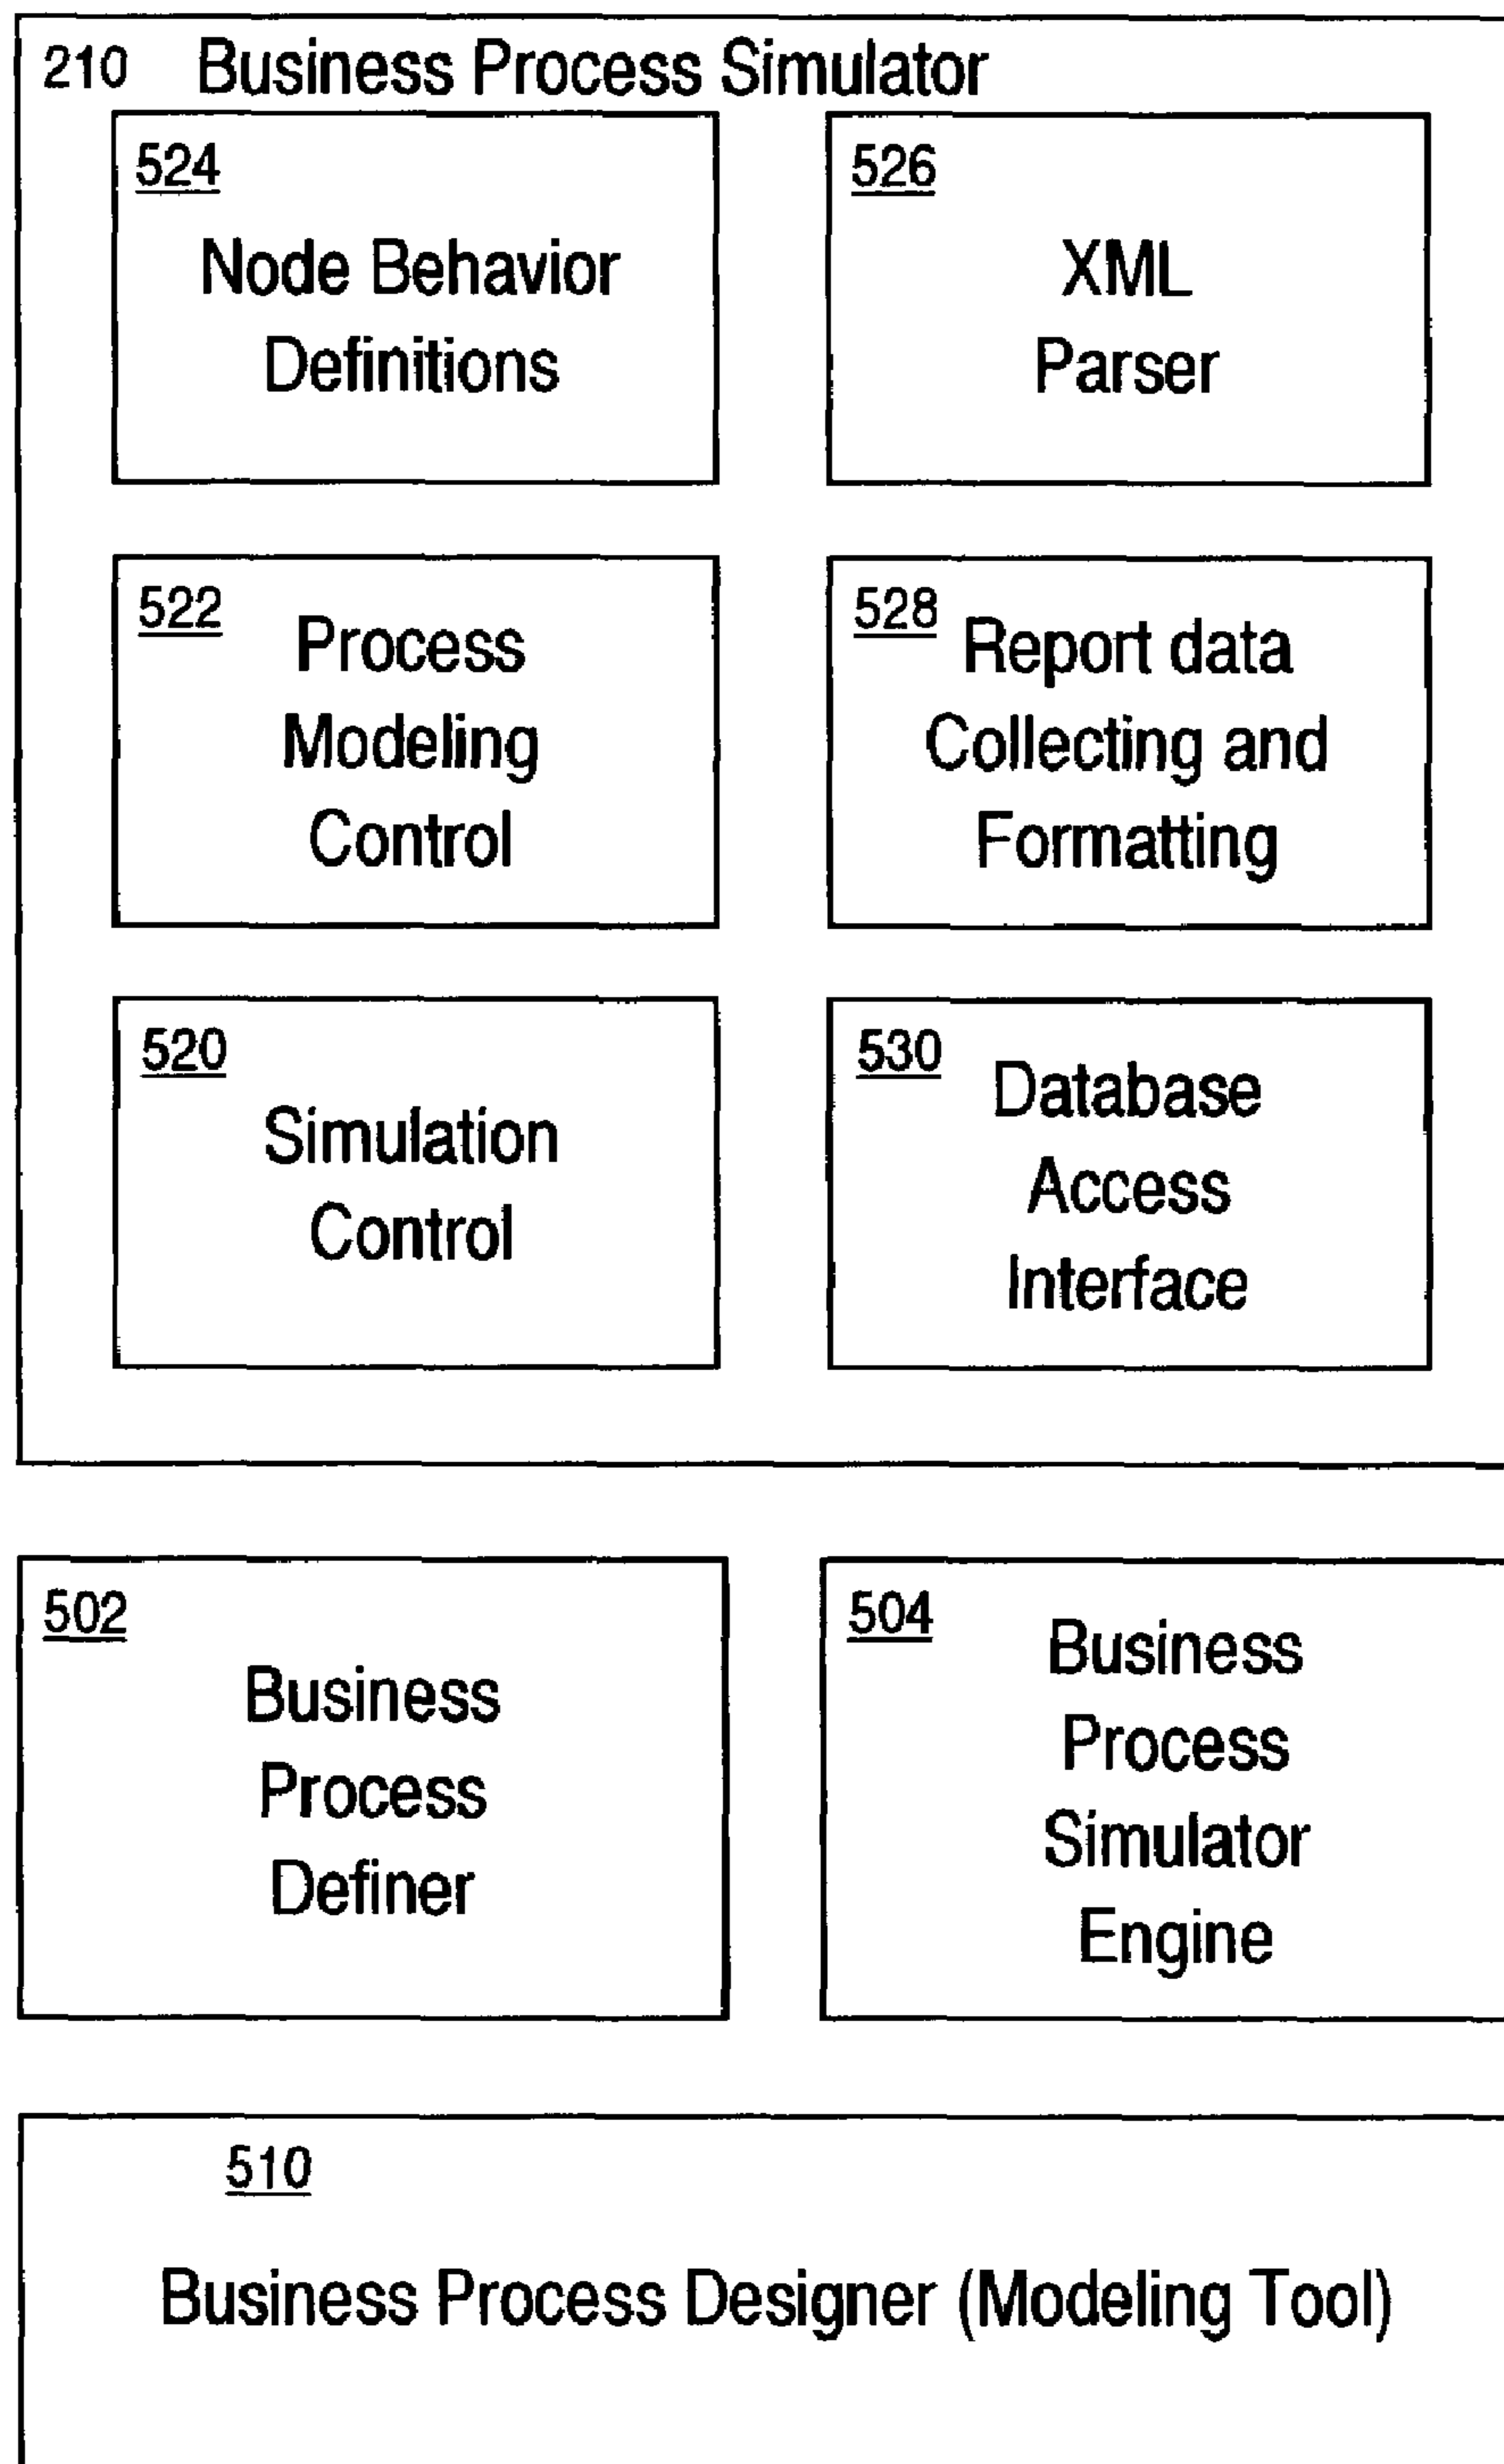 210 Business Process Simulator
524
Node Behavior
Definitions
526
XML
Parser
522
Process
Modeling
Control
528
Report data
Collecting and
Formatting
520
Simulation
Control
530
Database
Access
Interface
502
Business
Process
Definer
504
Business
Process
Simulator
Engine
510
Business Process Designer (Modeling Tool)